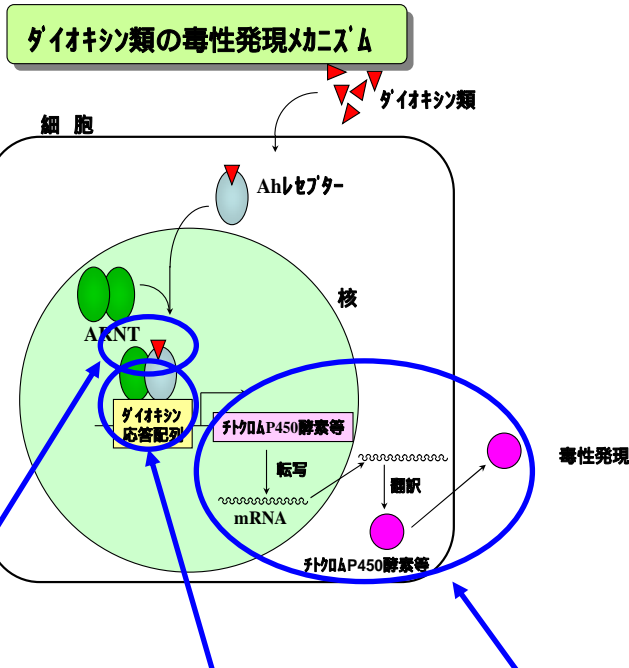 ダイオキシン類の毒性発現メカニズム
ダイオキシン類
細 胞
Ahレセプター
核
ARNT
ダイオキシン
応答配列
チトクロムP450酵素等
転写
mRNA
翻訳
毒性発現
チトクロムP450酵素等